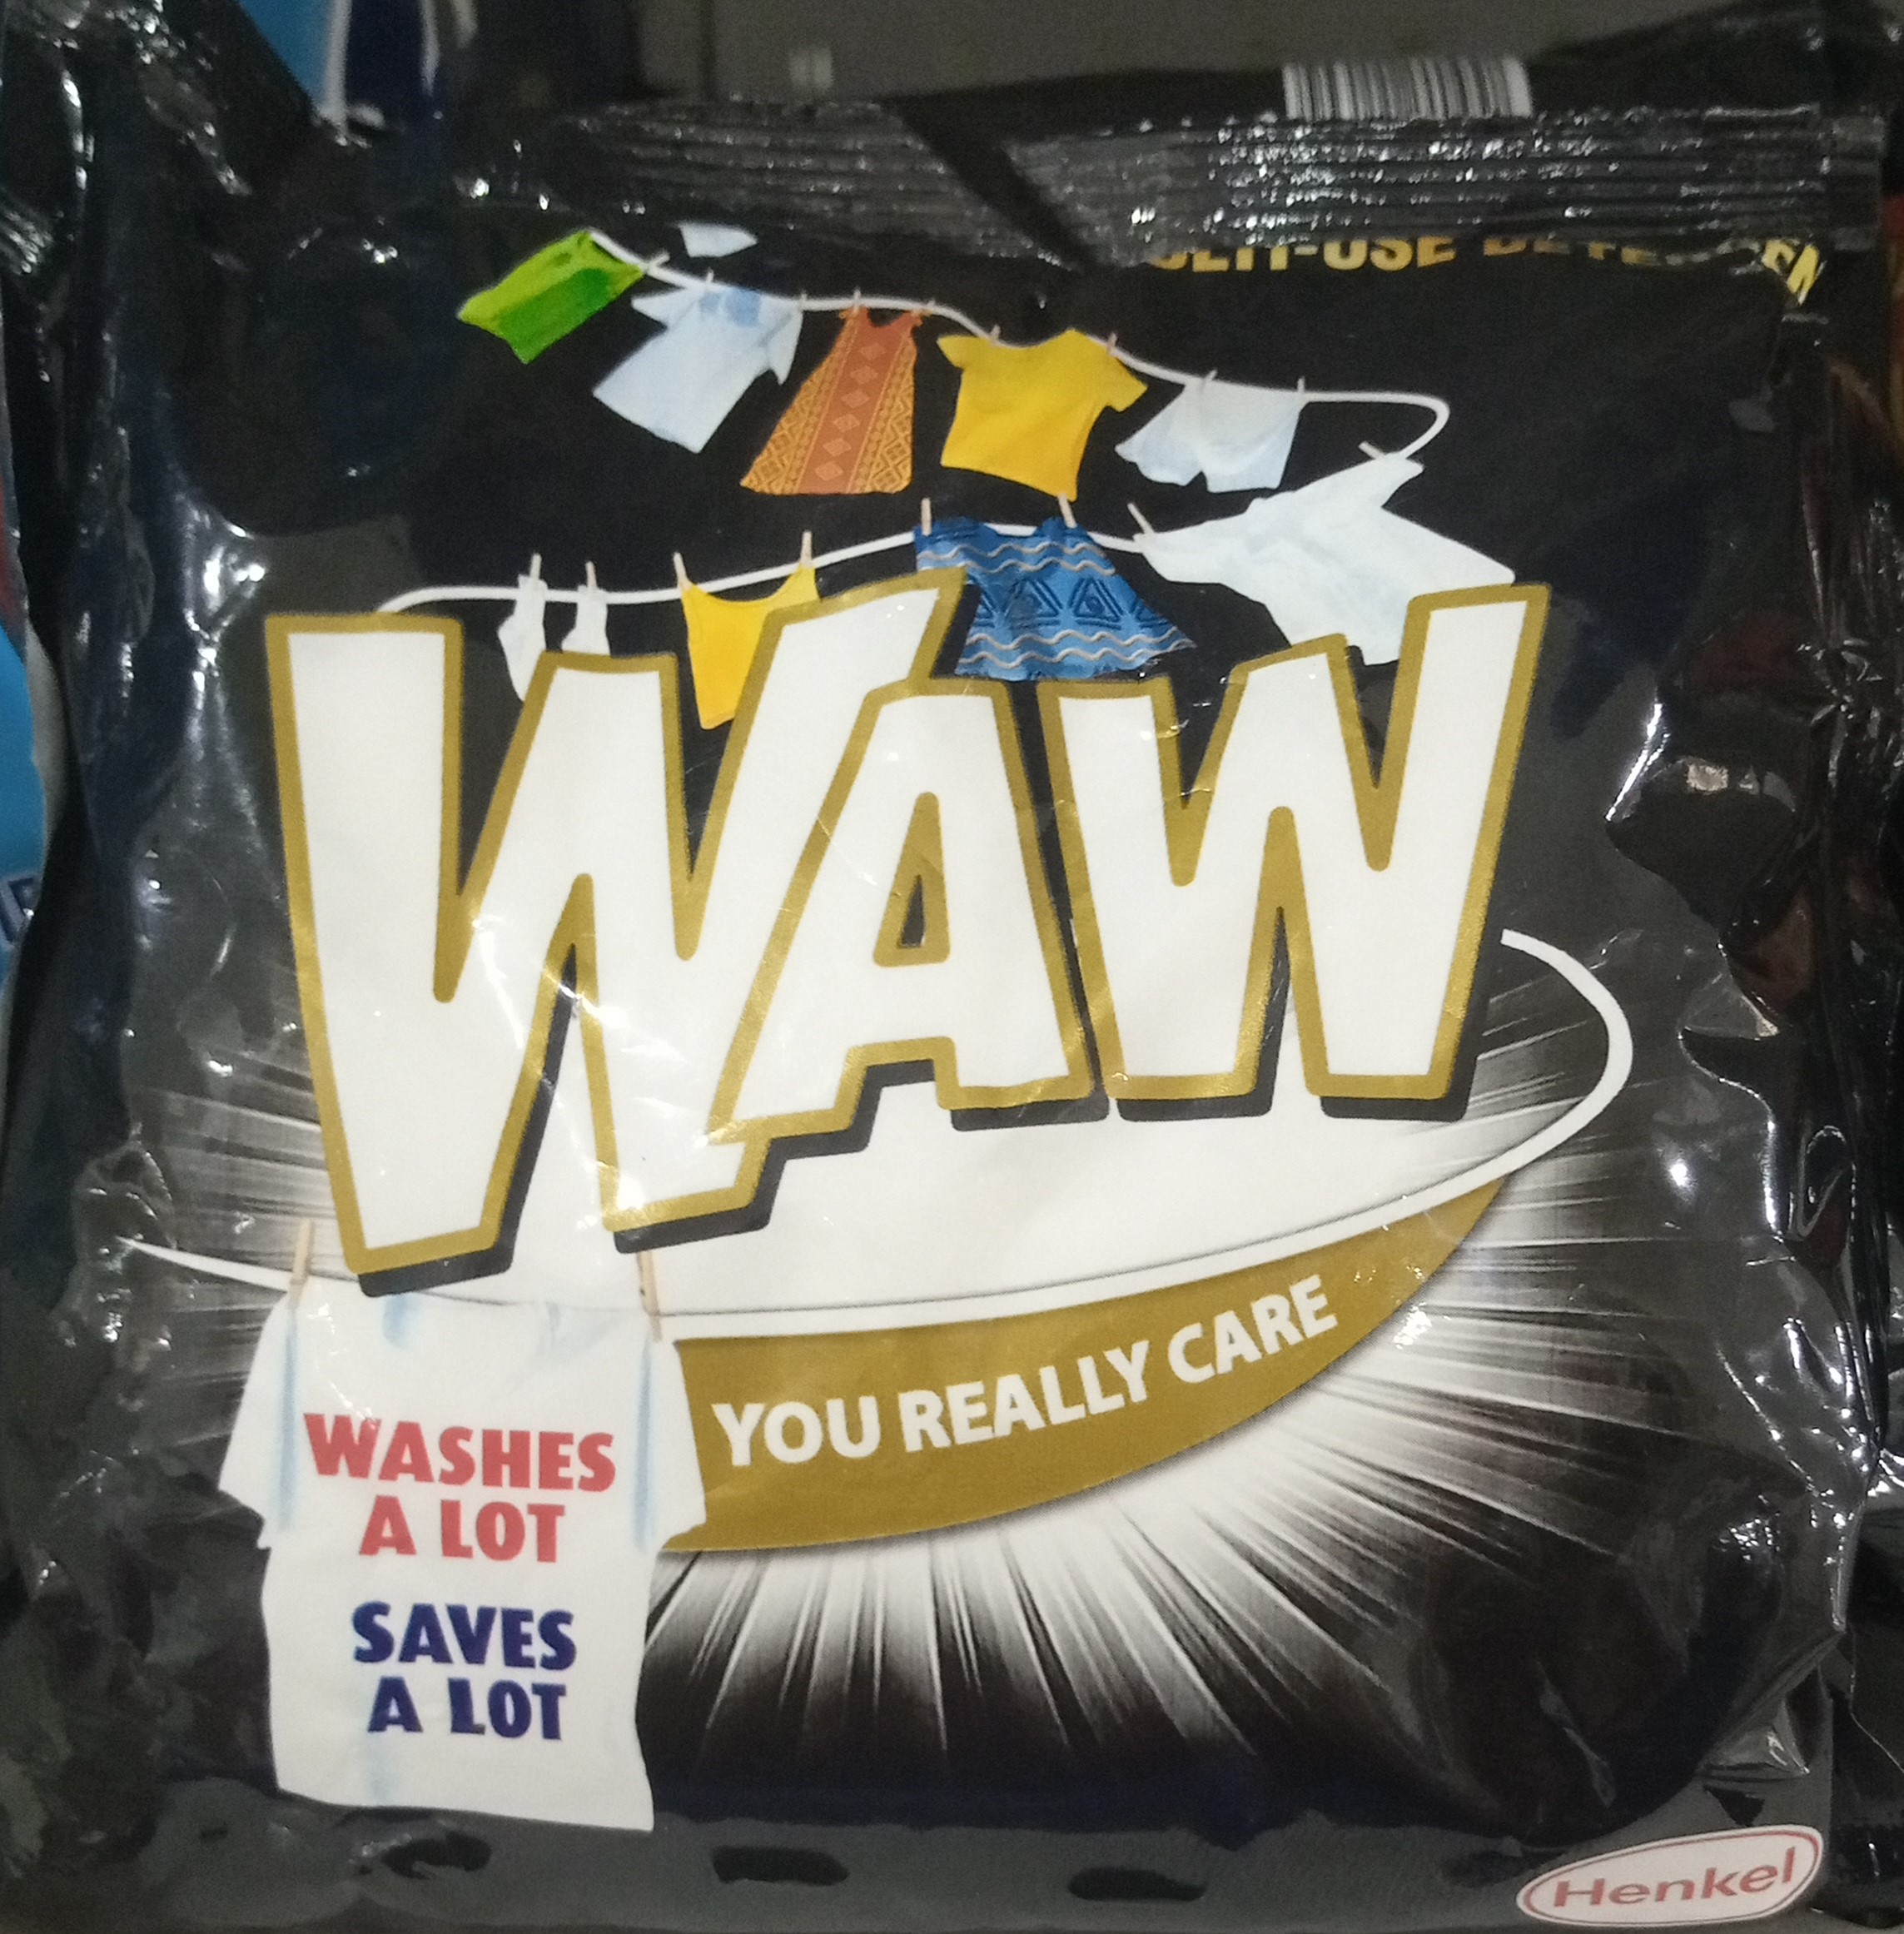 WAW
YOU REALLY CARE
WASHES
A LOT
SAVES
A LOT
Henkel